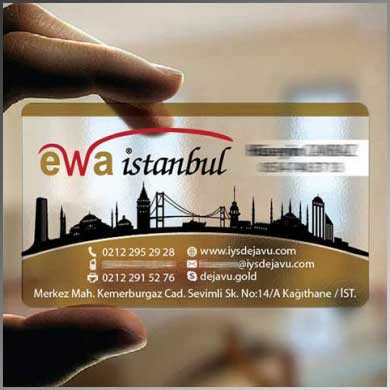 ewa istanbul®
0212 295 29 28
www.iysdejavu.com
@iysdejavu.com
0212 291 52 76
dejavu.gold
Merkez Mah. Kemerburgaz Cad. Sevimli Sk. No:14/A Kağıthane / İST.